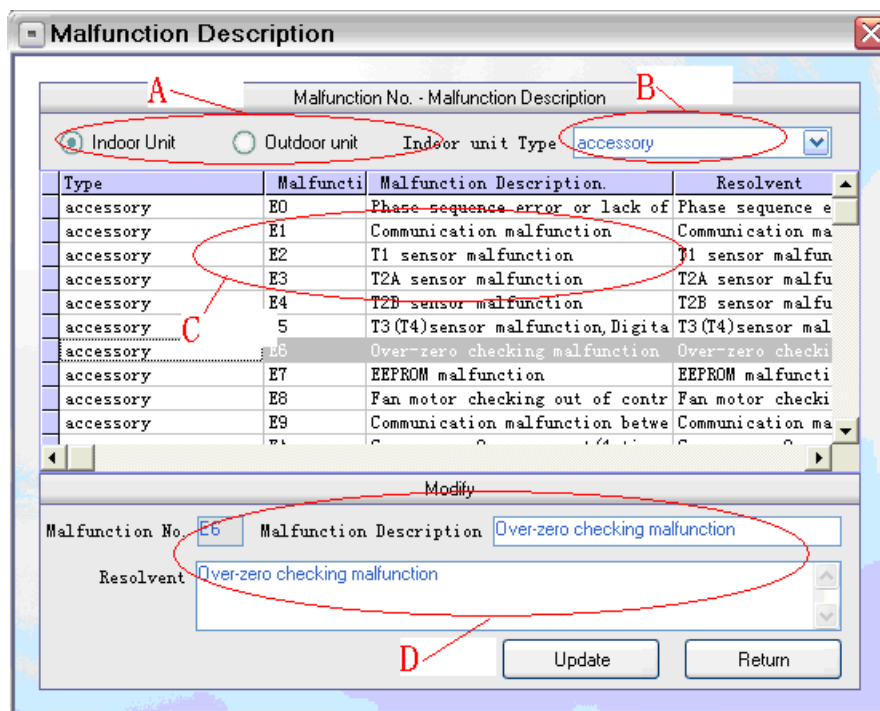 Malfunction Description
A
B
Malfunction No. - Malfunction Description
Indoor Unit Outdoor unit Indoor unit Type accessory
Type Malfuncti Malfunction Description. Resolvent
accessory E0 Phase sequence error or lack of Phase sequence e
accessory E1 Communication malfunction Communication ma
accessory E2 T1 sensor malfunction T1 sensor malfun
accessory E3 T2A sensor malfunction T2A sensor malfu
accessory E4 T2B sensor malfunction T2B sensor malfu
C
accessory 5 T3(T4)sensor malfunction,Digita T3(T4)sensor mal
accessory E6 Over-zero checking malfunction Over-zero checki
accessory E7 EEPROM malfunction EEPROM malfuncti
accessory E8 Fan motor checking out of contr Fan motor checki
accessory E9 Communication malfunction betwe Communication ma
Modify
Malfunction No. E6 Malfunction Description Over-zero checking malfunction
Resolvent Over-zero checking malfunction
D
Update Return